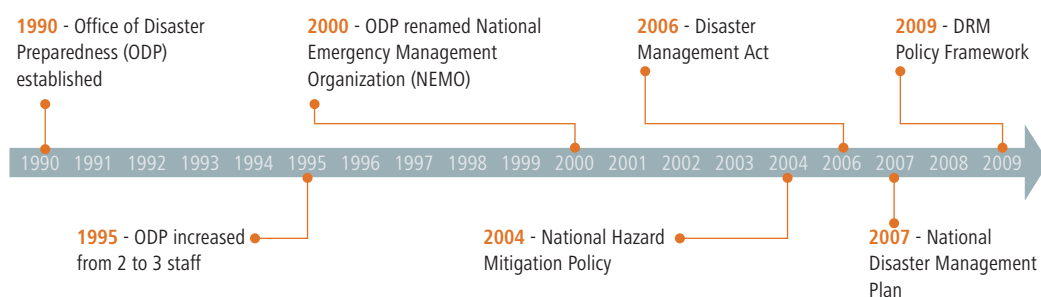 1990 - Office of Disaster
Preparedness (ODP)
established
2000 - ODP renamed National
Emergency Management
Organization (NEMO)
2006 - Disaster
Management Act
2009 - DRM
Policy Framework
1990 1991 1992 1993 1994 1995 1996 1997 1998 1999 2000 2001 2002 2003 2004 2006 2007 2008 2009
1995 - ODP increased
from 2 to 3 staff
2004 - National Hazard
Mitigation Policy
2007 - National
Disaster Management
Plan